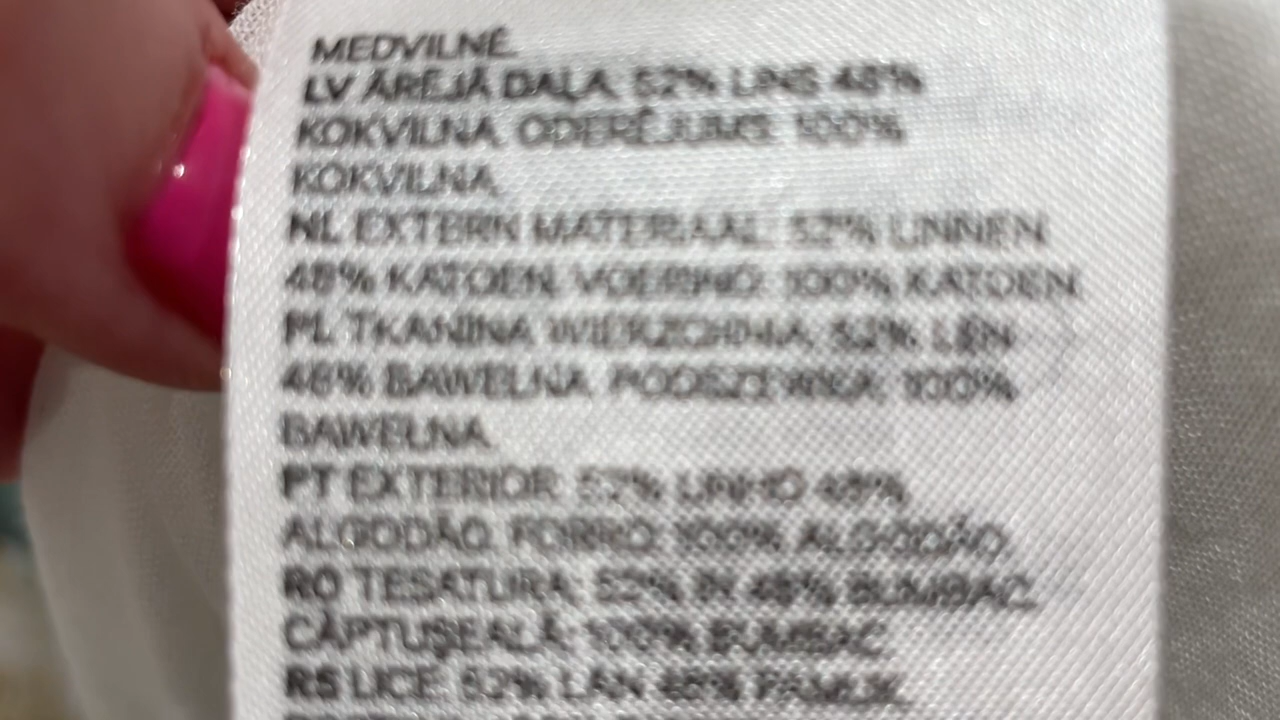 MEDVILNĖ.
LV ĀRĒJĀ DAĻA: 52% LINS 48%
KOKVILNA. ODERĒJUMS: 100%
KOKVILNA.
NL EXTERN MATERIAAL: 52% LINNEN
48% KATOEN. VOERING: 100% KATOEN.
PL TKANINA WIERZCHNIA: 52% LEN
48% BAWEŁNA. PODSZEWKA: 100%
BAWEŁNA.
PT EXTERIOR: 52% LINHO 48%
ALGODÃO. FORRO: 100% ALGODÃO.
RO TESATURA: 52% IN 48% BUMBAC.
CĂPTUŞEALĂ: 100% BUMBAC
RS LICE: 52% LAN 48% PAMUK.